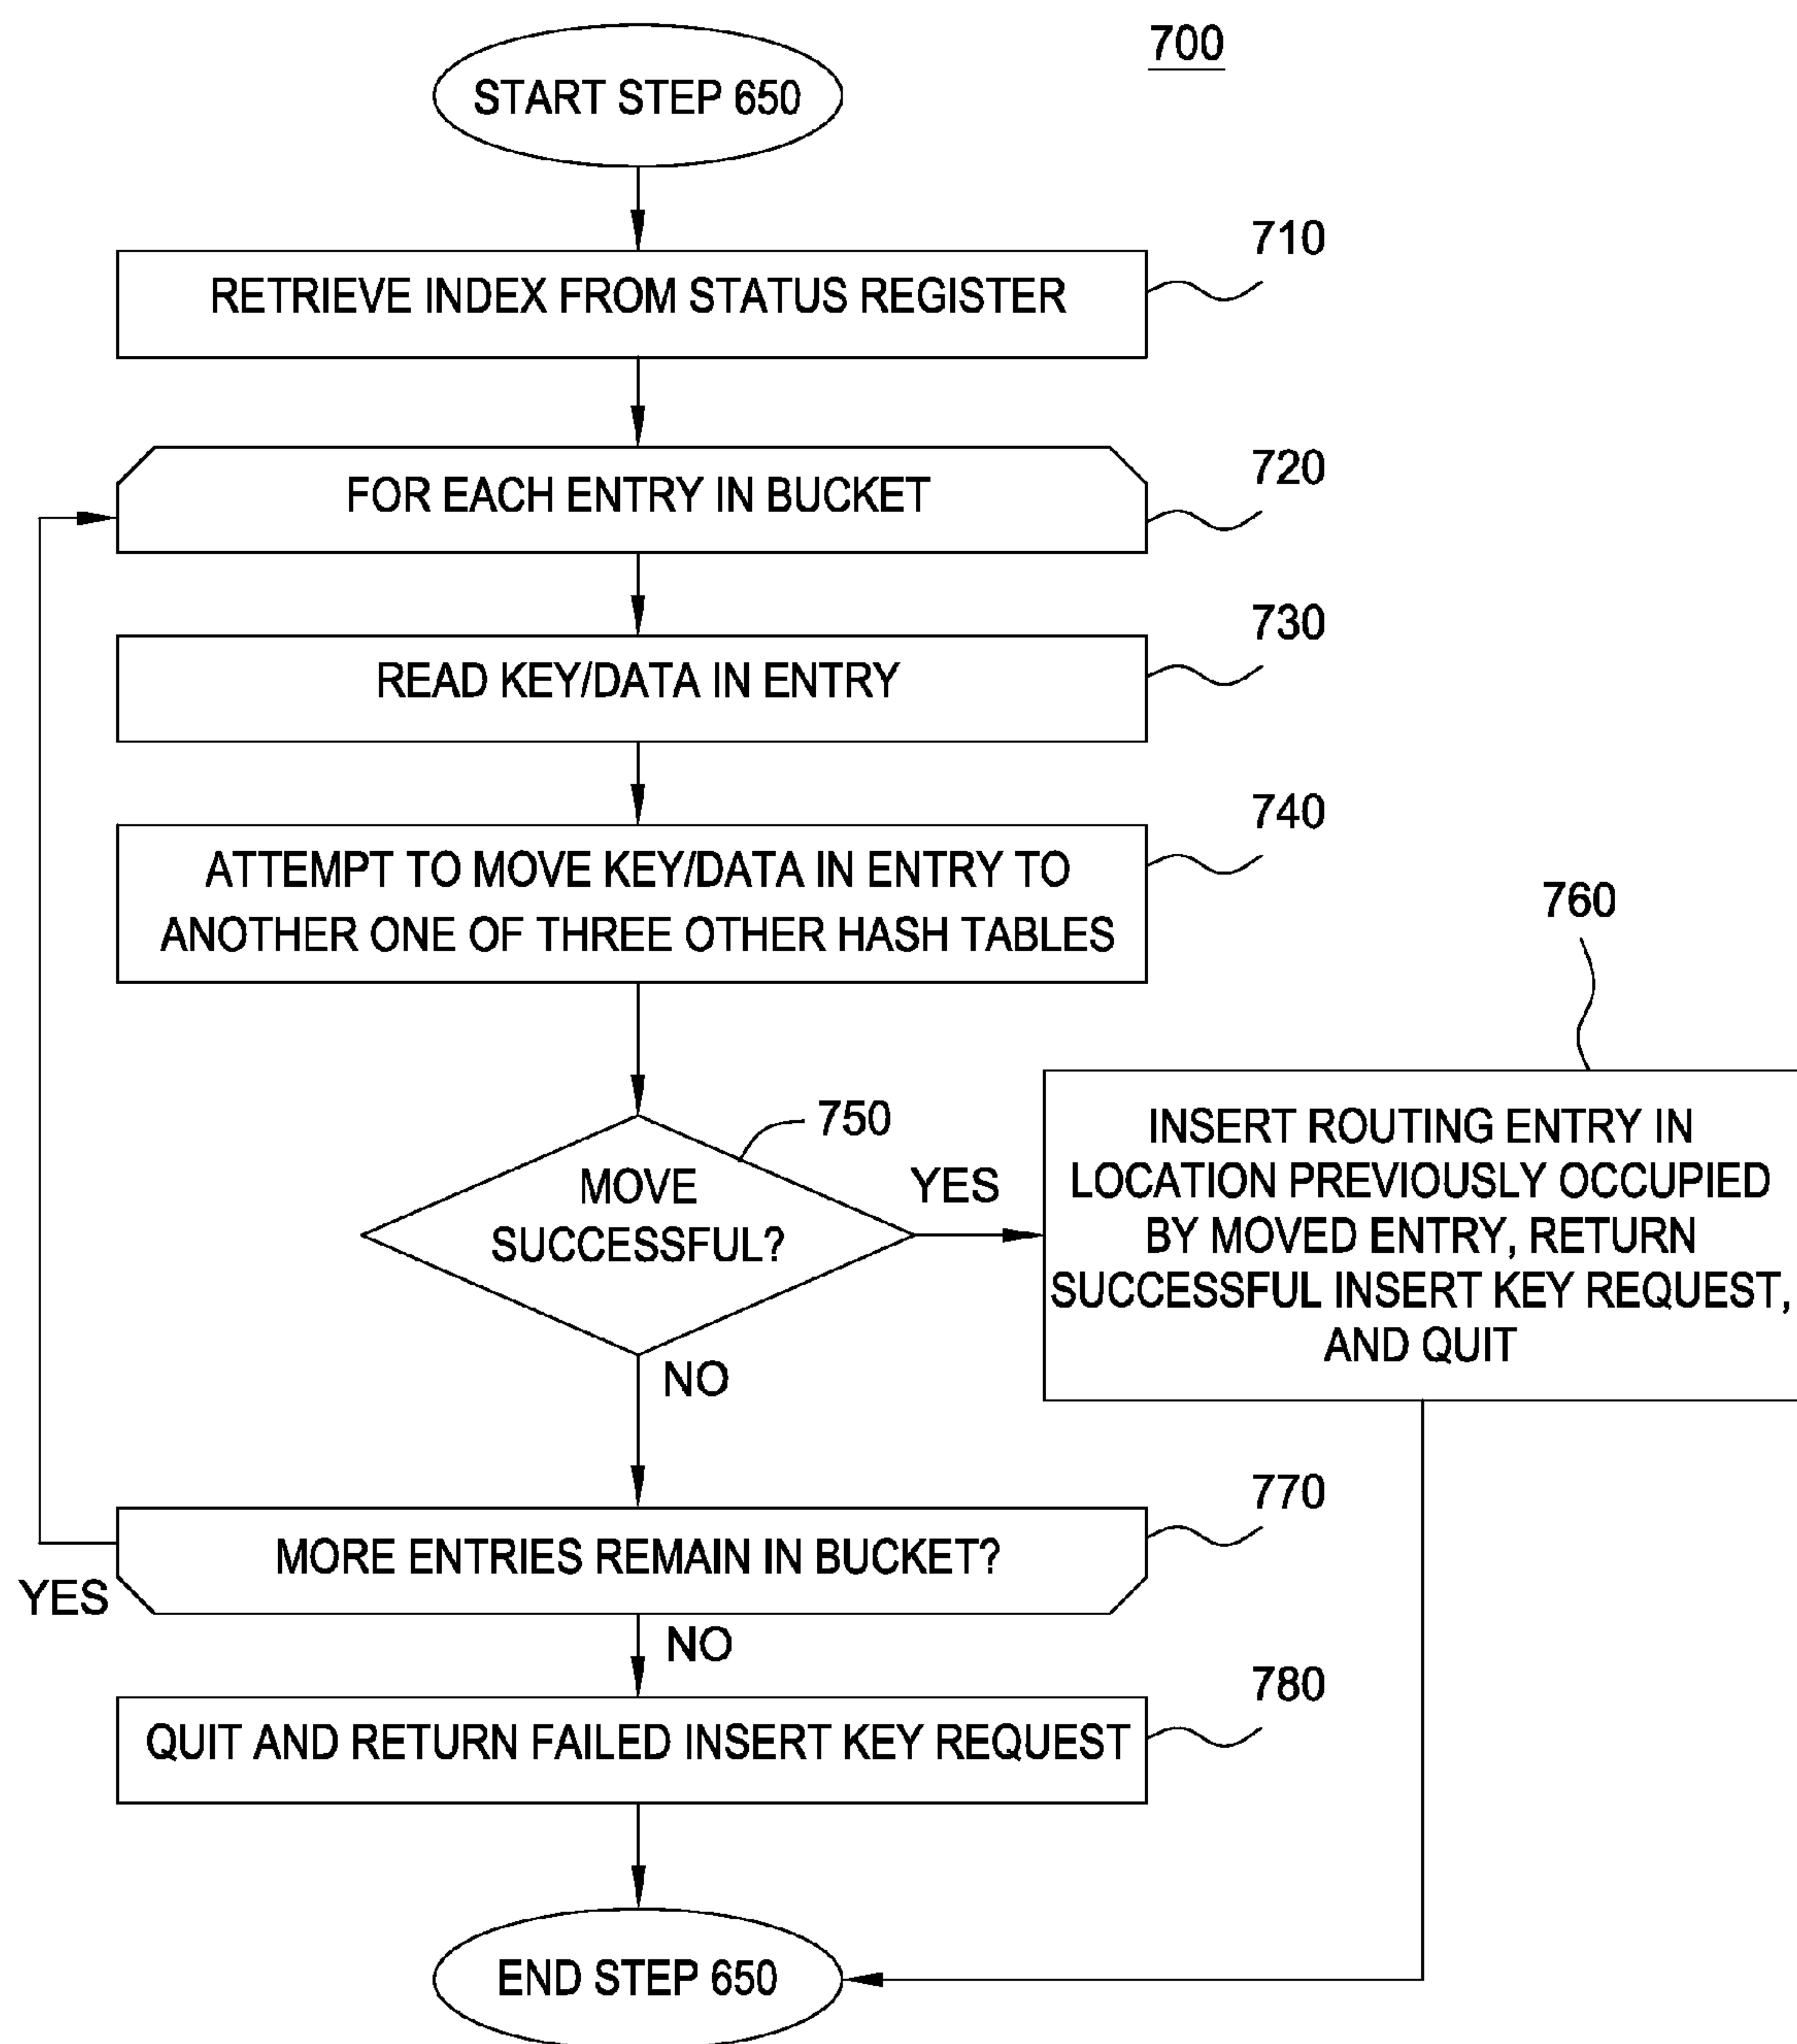 700
START STEP 650
710
RETRIEVE INDEX FROM STATUS REGISTER
720
FOR EACH ENTRY IN BUCKET
730
READ KEY/DATA IN ENTRY
740
ATTEMPT TO MOVE KEY/DATA IN ENTRY TO
ANOTHER ONE OF THREE OTHER HASH TABLES
750
MOVE
SUCCESSFUL?
YES
760
INSERT ROUTING ENTRY IN
LOCATION PREVIOUSLY OCCUPIED
BY MOVED ENTRY, RETURN
SUCCESSFUL INSERT KEY REQUEST,
AND QUIT
NO
770
MORE ENTRIES REMAIN IN BUCKET?
YES
NO
780
QUIT AND RETURN FAILED INSERT KEY REQUEST
END STEP 650